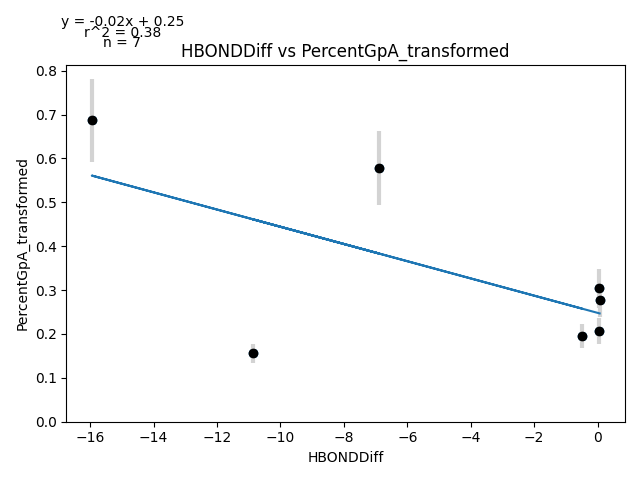 y = -0.02x + 0.25
r^2 = 0.38
n = 7
HBONDDiff vs PercentGpA_transformed
0.8
0.7
0.6
0.5
0.4
0.3
0.2
0.1
0.0
PercentGpA_transformed
−16 −14 −12 −10 −8 −6 −4 −2 0
HBONDDiff